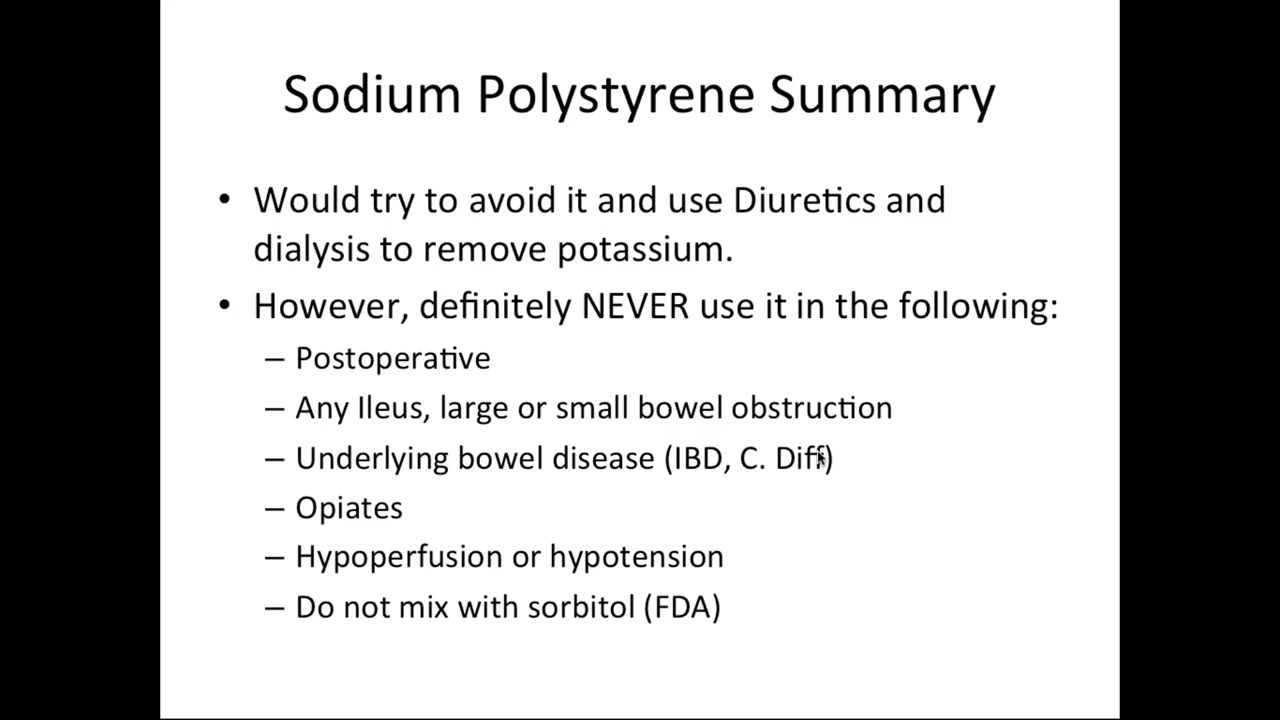 Sodium Polystyrene Summary
• Would try to avoid it and use Diuretics and
dialysis to remove potassium.
• However, definitely NEVER use it in the following:
– Postoperative
– Any Ileus, large or small bowel obstruction
– Underlying bowel disease (IBD, C. Diff)
– Opiates
– Hypoperfusion or hypotension
– Do not mix with sorbitol (FDA)